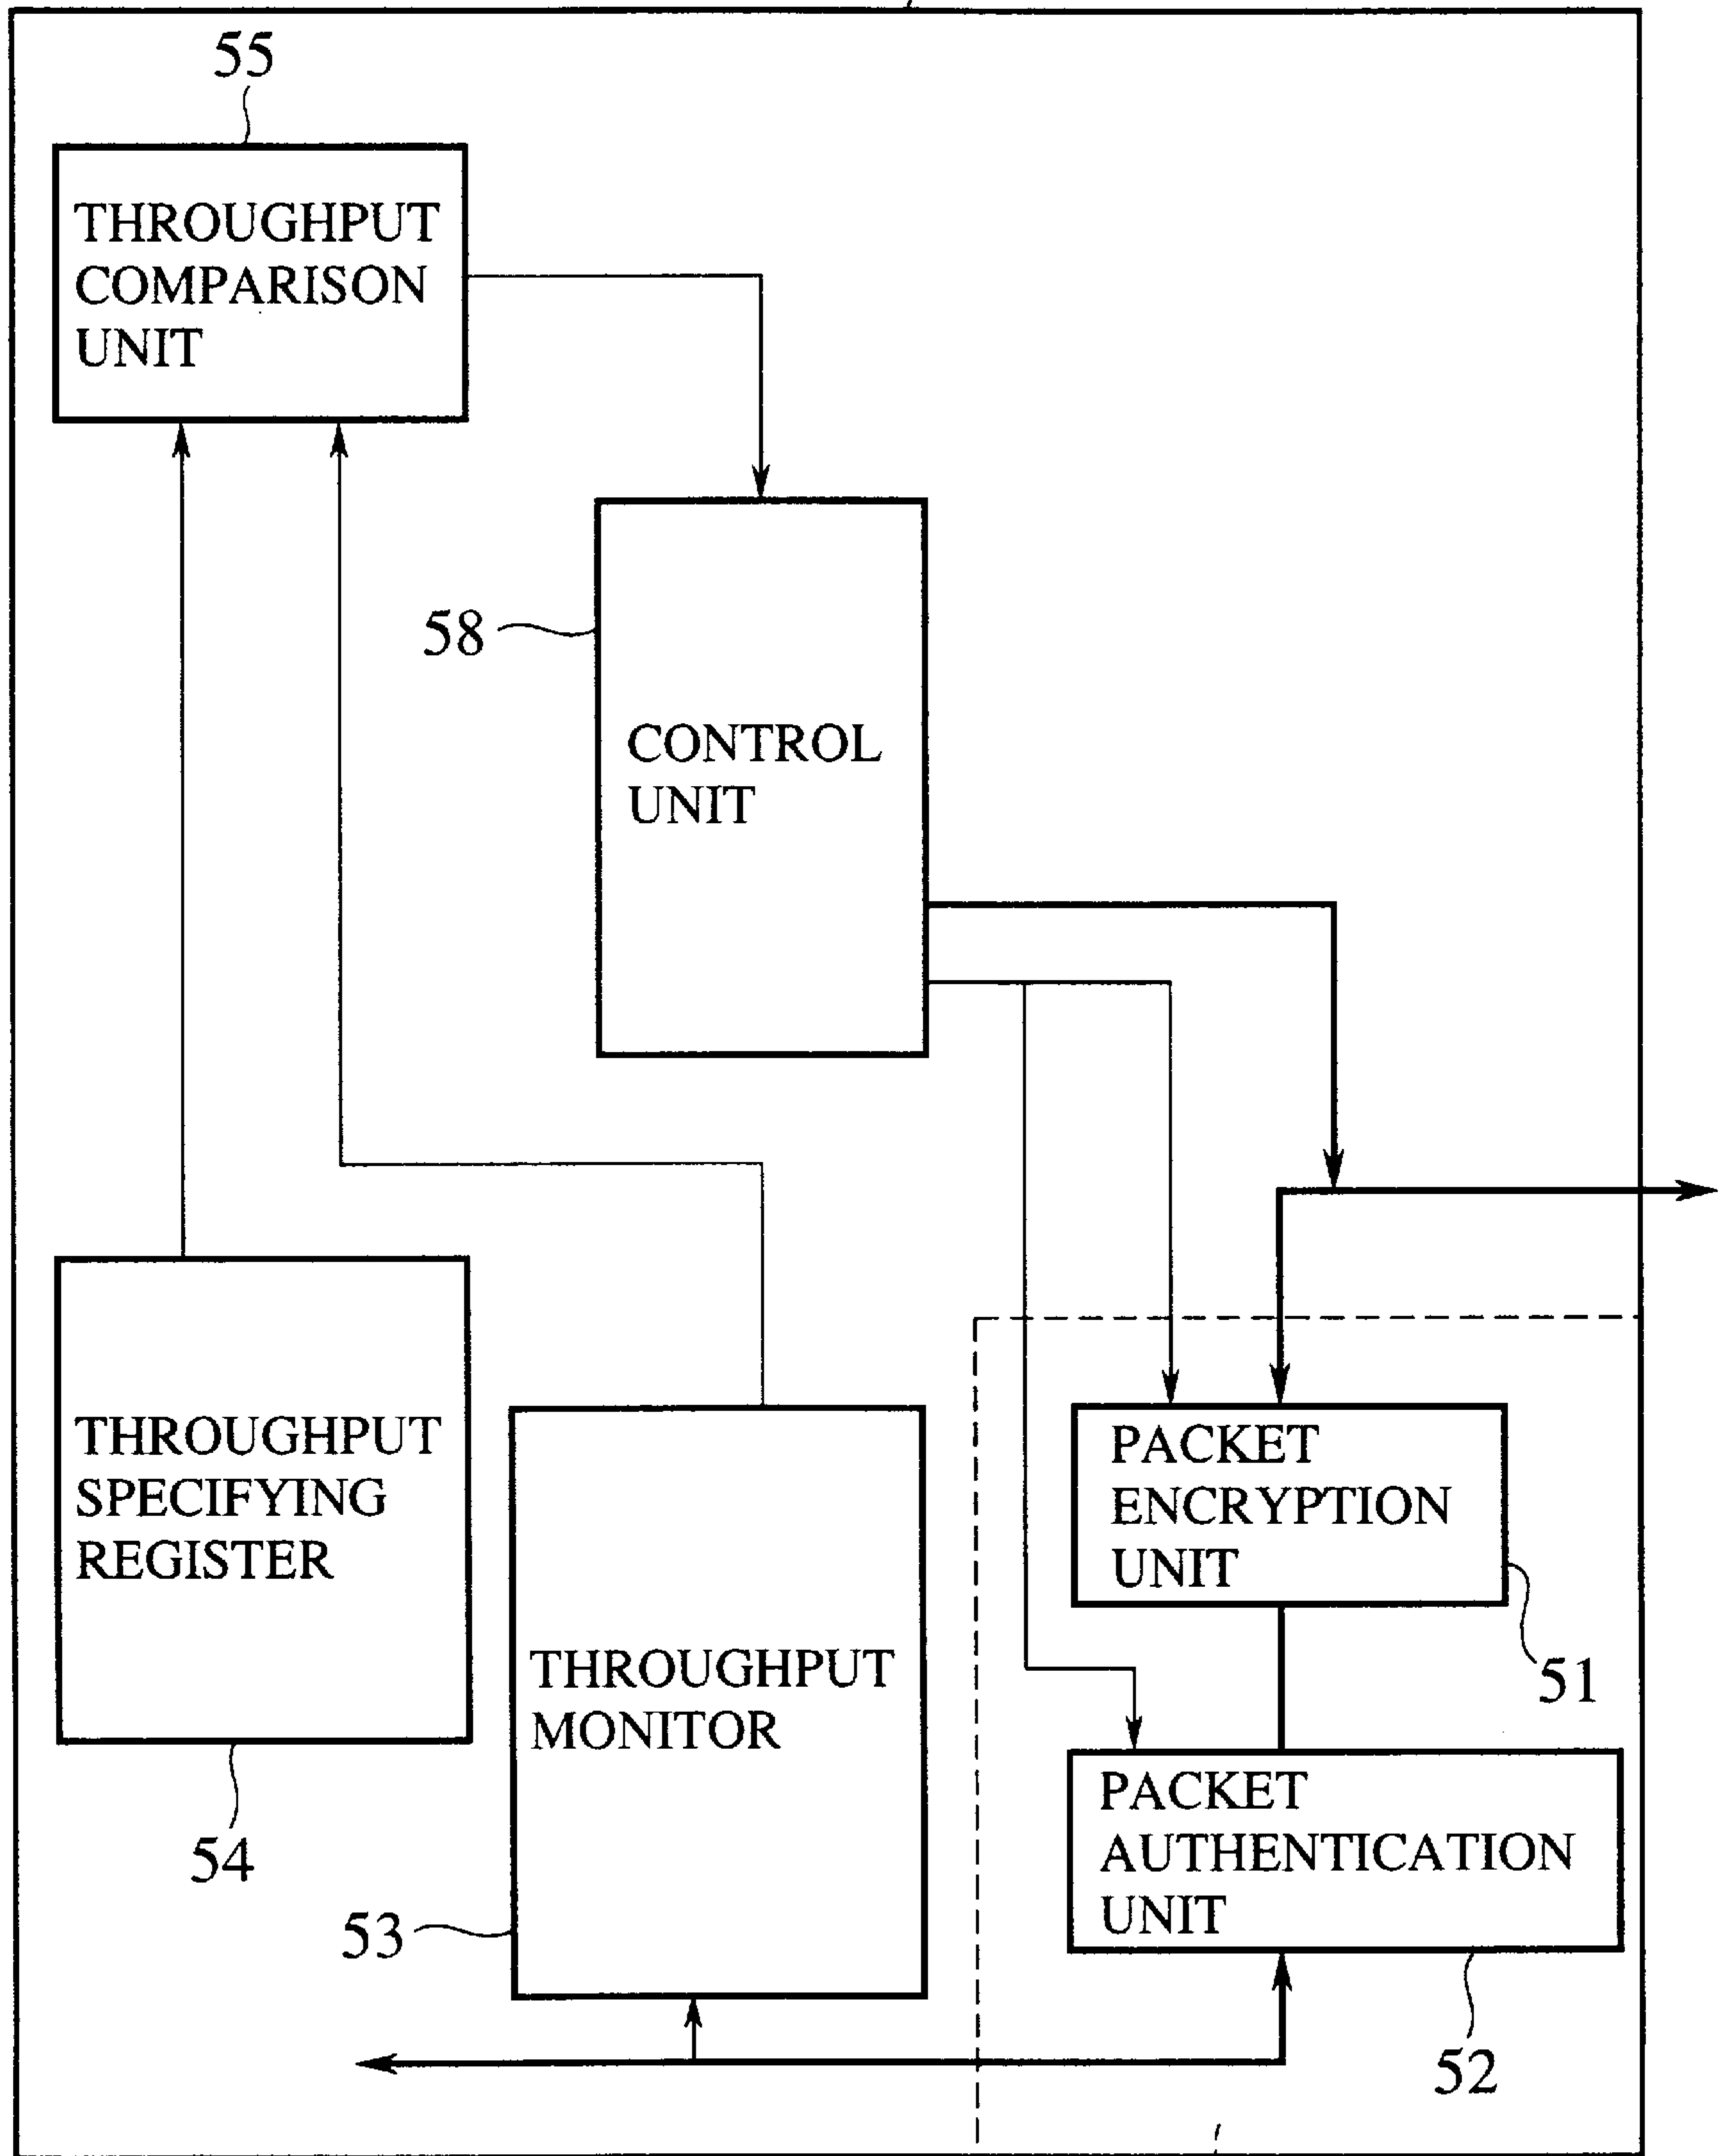 55
THROUGHPUT
COMPARISON
UNIT
58
CONTROL
UNIT
THROUGHPUT
SPECIFYING
REGISTER
54
THROUGHPUT
MONITOR
53
PACKET
ENCRYPTION
UNIT
51
PACKET
AUTHENTICATION
UNIT
52